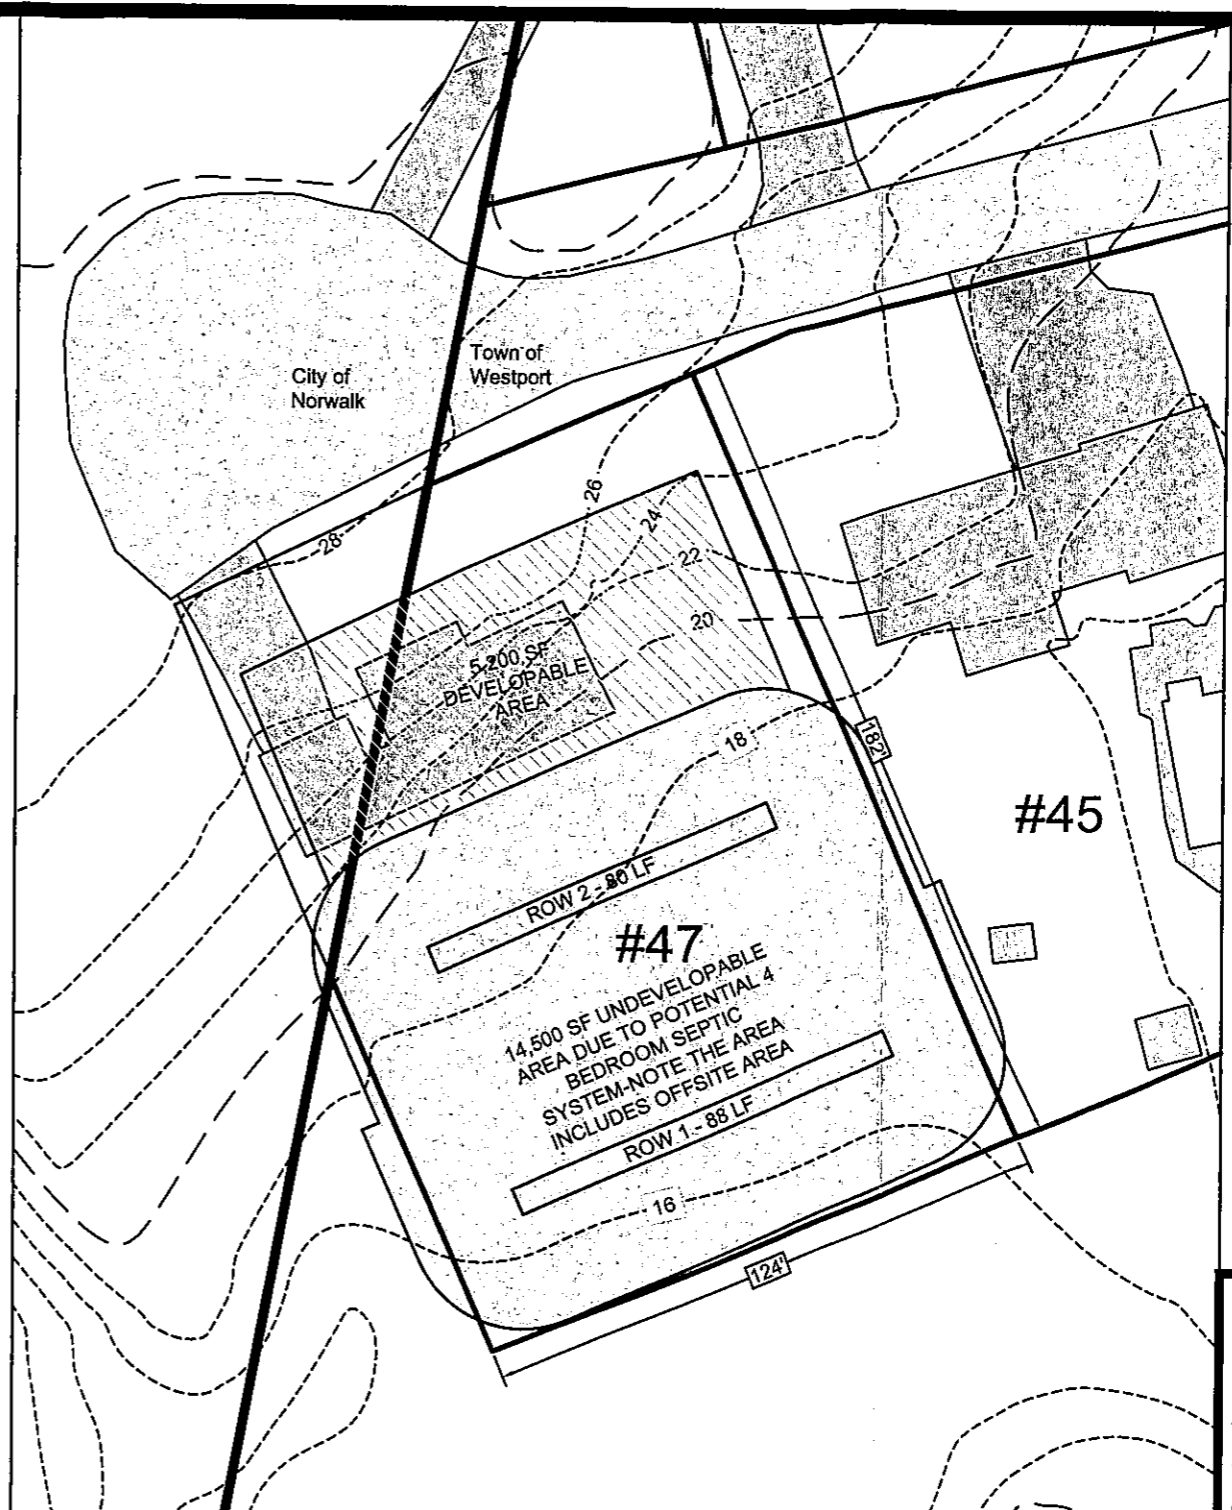 City of
Norwalk
Town of
Westport
28
26
24
22
20
5,200 SF
DEVELOPABLE
AREA
18
182'
#45
ROW 2 - 80 LF
#47
14,500 SF UNDEVELOPABLE
AREA DUE TO POTENTIAL 4
BEDROOM SEPTIC
SYSTEM-NOTE THE AREA
INCLUDES OFFSITE AREA
ROW 1 - 88 LF
16
124'